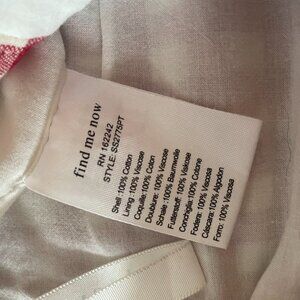 find me now
RN 162242
STYLE: SS2775PT
Shell :100% Cotton
Lining : 100% Viscose
Coquille:100% Coton
Doublure: 100% Viscose
Schale : 100% Baumwolle
Futterstoff: 100% Viskose
Conchiglia: 100% Cotone
Fodera: 100% Viscosa
Cáscara:100% Algodon
Forro: 100% Viscosa